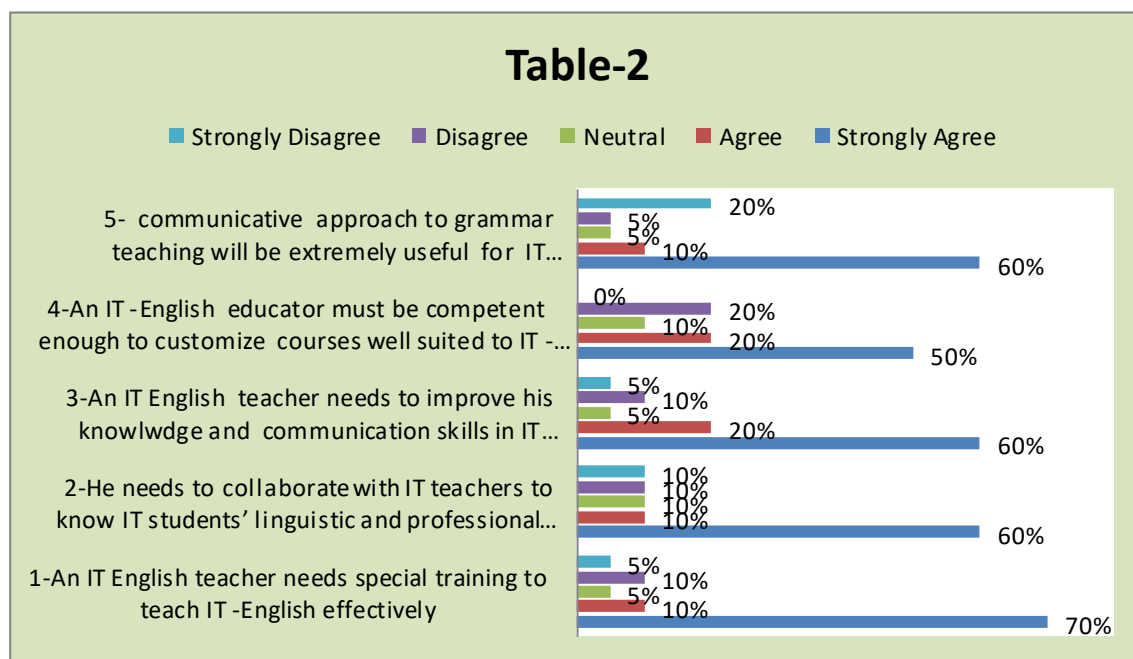 Table-2
Strongly Disagree Disagree Neutral Agree Strongly Agree
5- communicative approach to grammar
teaching will be extremely useful for IT...
20%
5%
5%
10%
60%
4-An IT -English educator must be competent
enough to customize courses well suited to IT -...
0%
20%
10%
20%
50%
3-An IT English teacher needs to improve his
knowlwdge and communication skills in IT...
5%
10%
5%
20%
60%
2-He needs to collaborate with IT teachers to
know IT students’ linguistic and professional...
10%
10%
10%
10%
60%
1-An IT English teacher needs special training to
teach IT -English effectively
5%
10%
5%
10%
70%